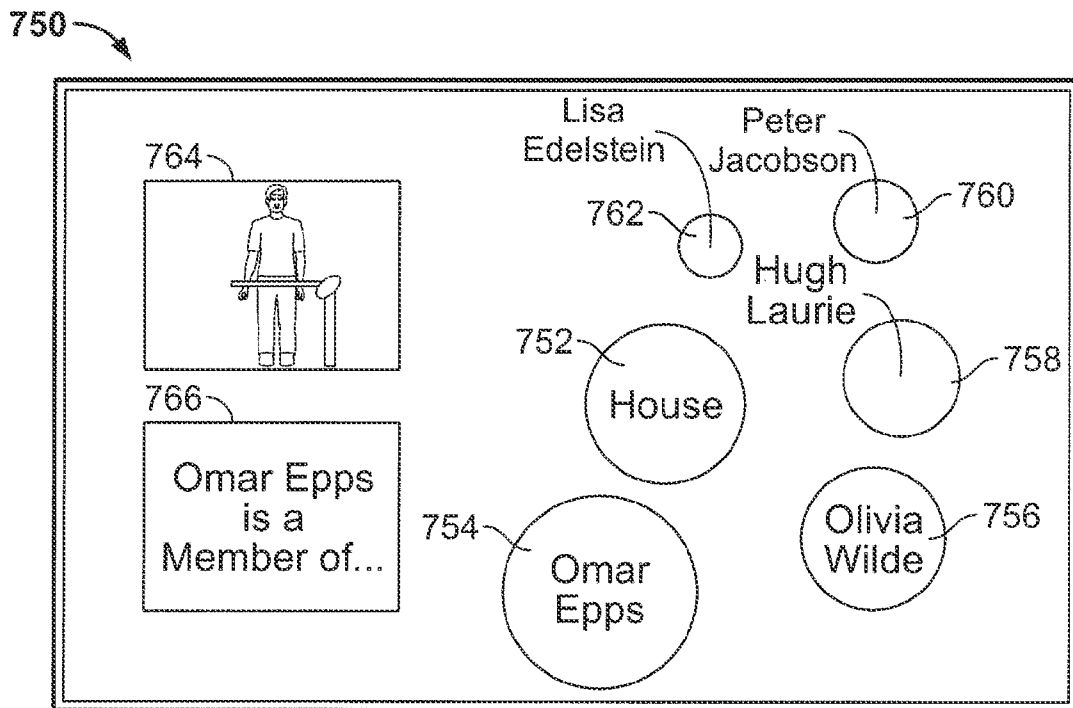 750
764
766
Omar Epps
is a
Member of...
Lisa
Edelstein
762
Peter
Jacobson
760
Hugh
Laurie
758
752
House
754
Omar
Epps
Olivia
Wilde
756